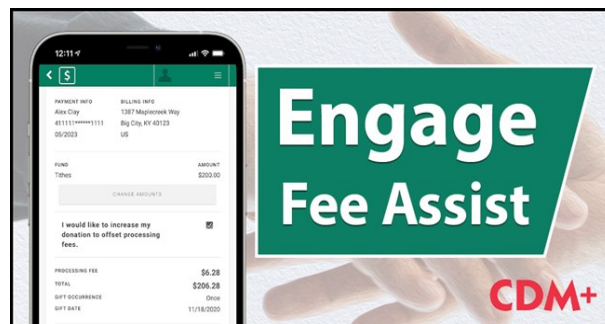 12:11
$
PAYMENT INFO BILLING INFO
Alex Clay 1387 Maplecreek Way
411111******1111 Big City, KY 40123
05/2023 US
FUND AMOUNT
Tithes $200.00
CHANGE AMOUNTS
I would like to increase my
donation to offset processing
fees.
PROCESSING FEE $6.28
TOTAL $206.28
GIFT OCCURRENCE Once
GIFT DATE 11/18/2020
Engage
Fee Assist
CDM+